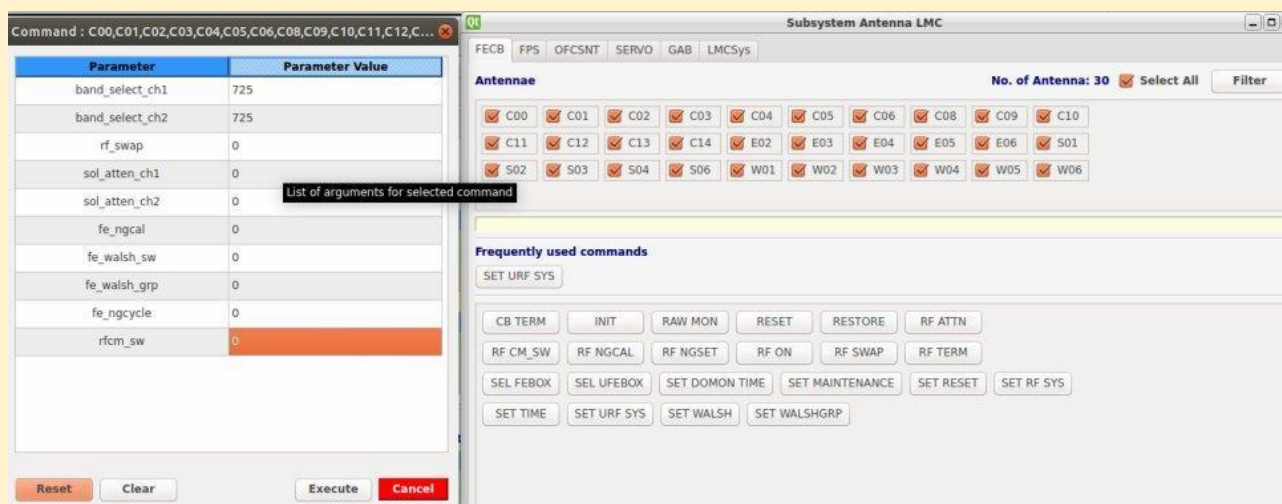 Command : C00,C01,C02,C03,C04,C05,C06,C08,C09,C10,C11,C12,C...
Parameter Parameter Value
band_select_ch1 725
band_select_ch2 725
rf_swap 0
sol_atten_ch1 0
List of arguments for selected command
sol_atten_ch2 0
fe_ngcal 0
fe_walsh_sw 0
fe_walsh_grp 0
fe_ngcycle 0
rfcm_sw 0
Reset Clear Execute Cancel
Qt Subsystem Antenna LMC
FECB FPS OFCSNT SERVO GAB LMCSys
Antennae No. of Antenna: 30 Select All Filter
C00 C01 C02 C03 C04 C05 C06 C08 C09 C10
C11 C12 C13 C14 E02 E03 E04 E05 E06 S01
S02 S03 S04 S06 W01 W02 W03 W04 W05 W06
Frequently used commands
SET URF SYS
CB TERM INIT RAW MON RESET RESTORE RF ATTN
RF CM_SW RF NGCAL RF NGSET RF ON RF SWAP RF TERM
SEL FEBOX SEL UFEBOX SET DOMON TIME SET MAINTENANCE SET RESET SET RF SYS
SET TIME SET URF SYS SET WALSH SET WALSHGRP